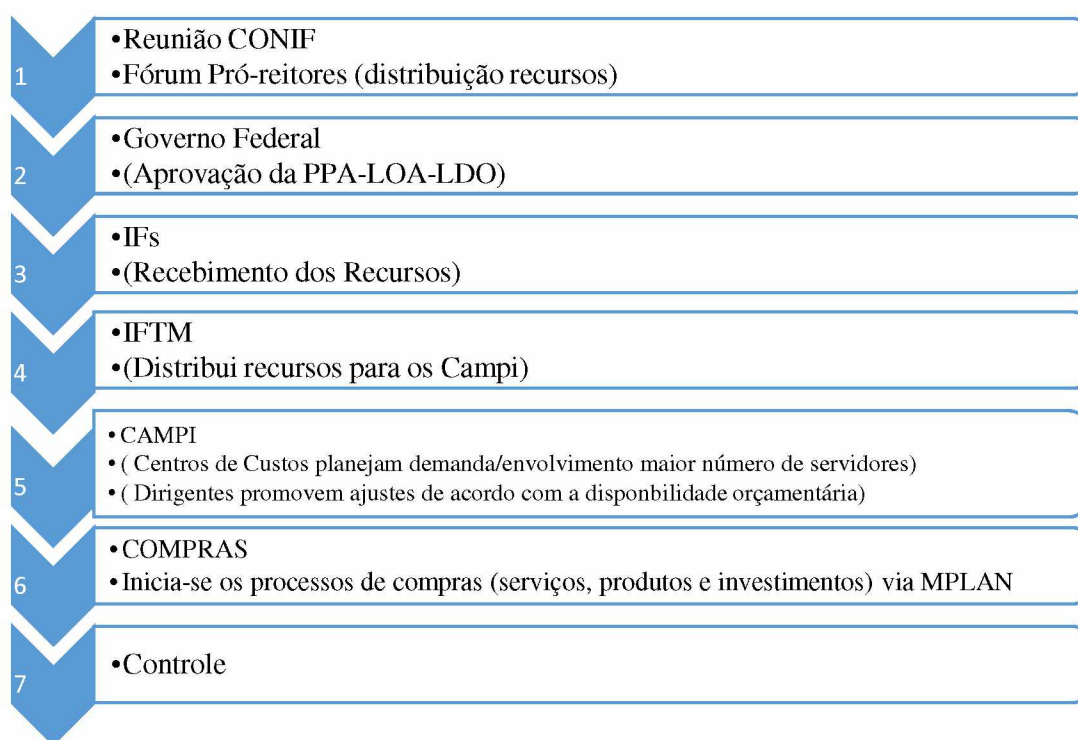 1
•Reunião CONIF
•Fórum Pró-reitores (distribuição recursos)
2
•Governo Federal
•(Aprovação da PPA-LOA-LDO)
3
•IFs
•(Recebimento dos Recursos)
4
•IFTM
•(Distribui recursos para os Campi)
5
•CAMPI
•( Centros de Custos planejam demanda/envolvimento maior número de servidores)
•( Dirigentes promovem ajustes de acordo com a disponbilidade orçamentária)
6
•COMPRAS
•Inicia-se os processos de compras (serviços, produtos e investimentos) via MPLAN
7
•Controle